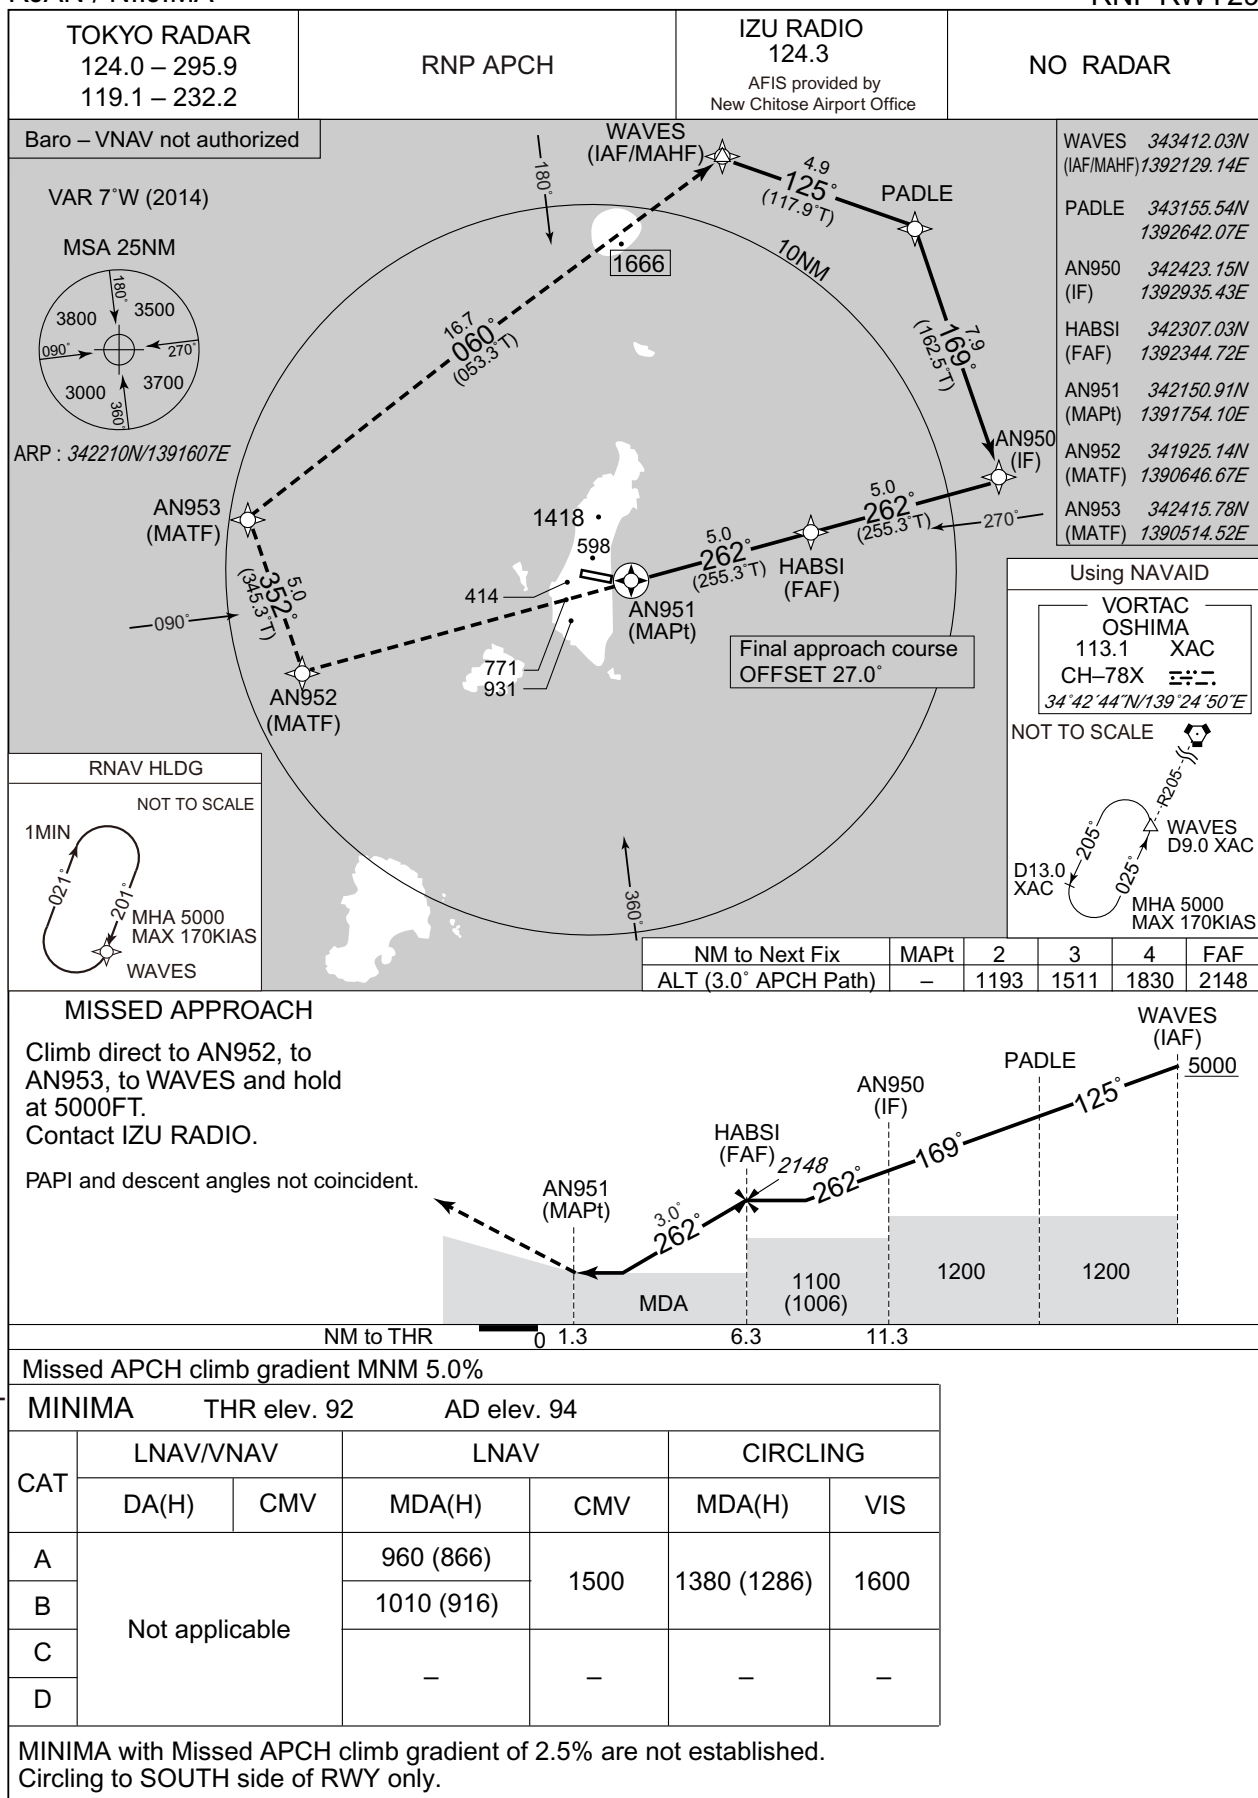 TOKYO RADAR
124.0 – 295.9
119.1 – 232.2
RNP APCH
IZU RADIO
124.3
AFIS provided by
New Chitose Airport Office
NO RADAR
Baro – VNAV not authorized
VAR 7˚W (2014)
MSA 25NM
180˚
3800
3500
090˚
270˚
3000
3700
360˚
ARP : 342210N/1391607E
WAVES
(IAF/MAHF)
180˚
4.9
125˚
(117.9˚T)
PADLE
10NM
1666
16.7
060˚
(053.3˚T)
7.9
169˚
(162.5˚T)
AN950
(IF)
5.0
262˚
(255.3˚T)
270˚
AN953
(MATF)
1418
598
5.0
262˚
(255.3˚T)
HABSI
(FAF)
414
AN951
(MAPt)
5.0
352˚
(345.3˚T)
090˚
771
931
Final approach course
OFFSET 27.0˚
AN952
(MATF)
360˚
WAVES 343412.03N
(IAF/MAHF) 1392129.14E
PADLE 343155.54N
1392642.07E
AN950 342423.15N
(IF) 1392935.43E
HABSI 342307.03N
(FAF) 1392344.72E
AN951 342150.91N
(MAPt) 1391754.10E
AN952 341925.14N
(MATF) 1390646.67E
AN953 342415.78N
(MATF) 1390514.52E
Using NAVAID
VORTAC
OSHIMA
113.1 XAC
CH–78X
34˚42´44˝N/139˚24´50˝E
NOT TO SCALE
R205
205˚
025˚
WAVES
D9.0 XAC
D13.0
XAC
MHA 5000
MAX 170KIAS
RNAV HLDG
NOT TO SCALE
1MIN
021˚
201˚
MHA 5000
MAX 170KIAS
WAVES
NM to Next Fix MAPt 2 3 4 FAF
ALT (3.0˚ APCH Path) – 1193 1511 1830 2148
MISSED APPROACH
Climb direct to AN952, to
AN953, to WAVES and hold
at 5000FT.
Contact IZU RADIO.
PAPI and descent angles not coincident.
WAVES
(IAF)
5000
PADLE
125˚
AN950
(IF)
169˚
HABSI
(FAF)
2148
262˚
AN951
(MAPt)
3.0˚
262˚
MDA
1100
(1006)
1200
1200
NM to THR 0 1.3 6.3 11.3
Missed APCH climb gradient MNM 5.0%
MINIMA THR elev. 92 AD elev. 94
CAT LNAV/VNAV LNAV CIRCLING
DA(H) CMV MDA(H) CMV MDA(H) VIS
A Not applicable 960 (866) 1500 1380 (1286) 1600
B 1010 (916)
C – – – –
D
MINIMA with Missed APCH climb gradient of 2.5% are not established.
Circling to SOUTH side of RWY only.